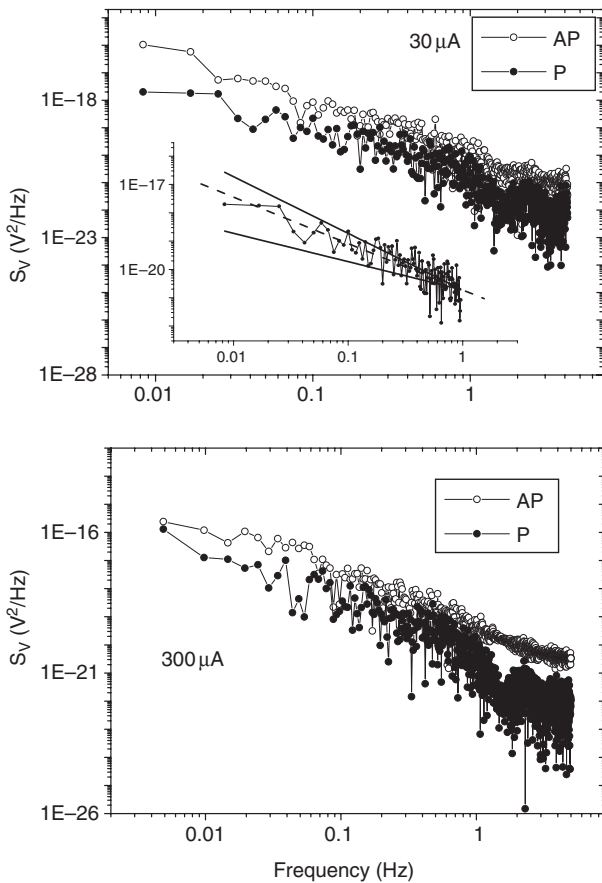 30 μA
AP
P
1E−18
1E−23
1E−28
S_V (V²/Hz)
1E−17
1E−20
0.01
0.1
1
0.01
0.1
1
AP
P
300 μA
1E−16
1E−21
1E−26
S_V (V²/Hz)
0.01
0.1
1
Frequency (Hz)